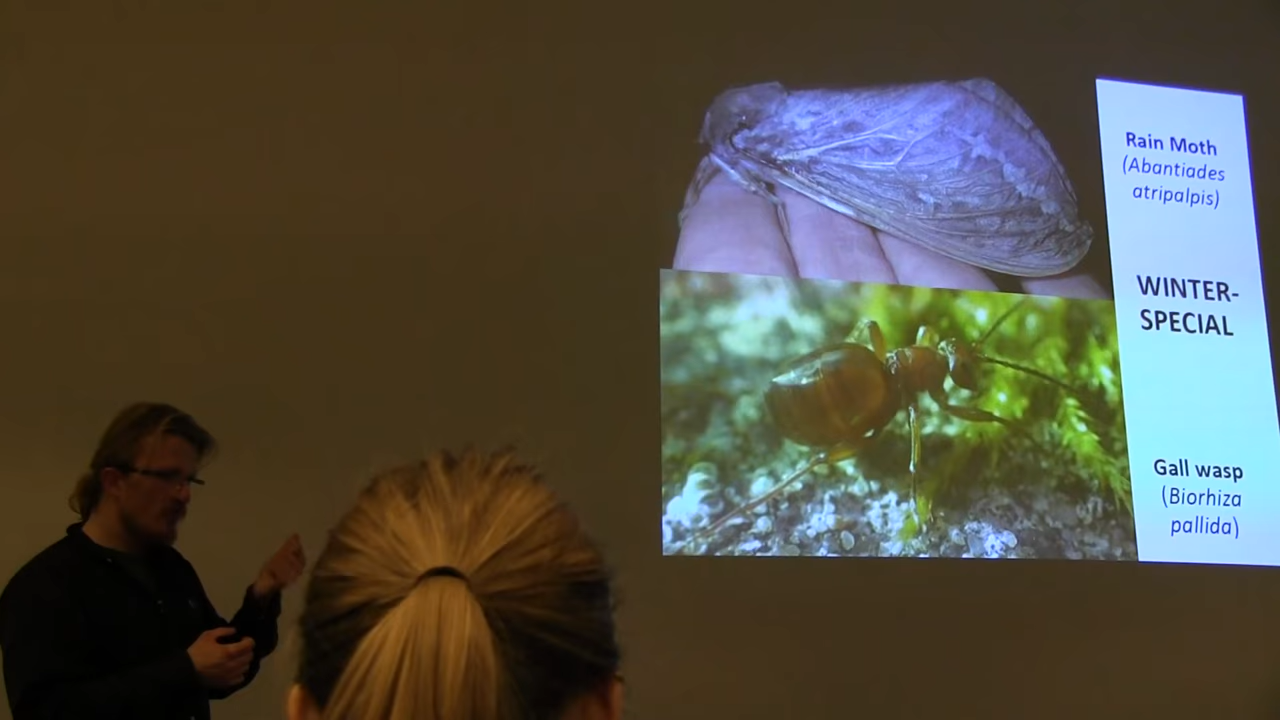 Rain Moth
(Abantiades
atripalpis)
WINTER-
SPECIAL
Gall wasp
(Biorhiza
pallida)